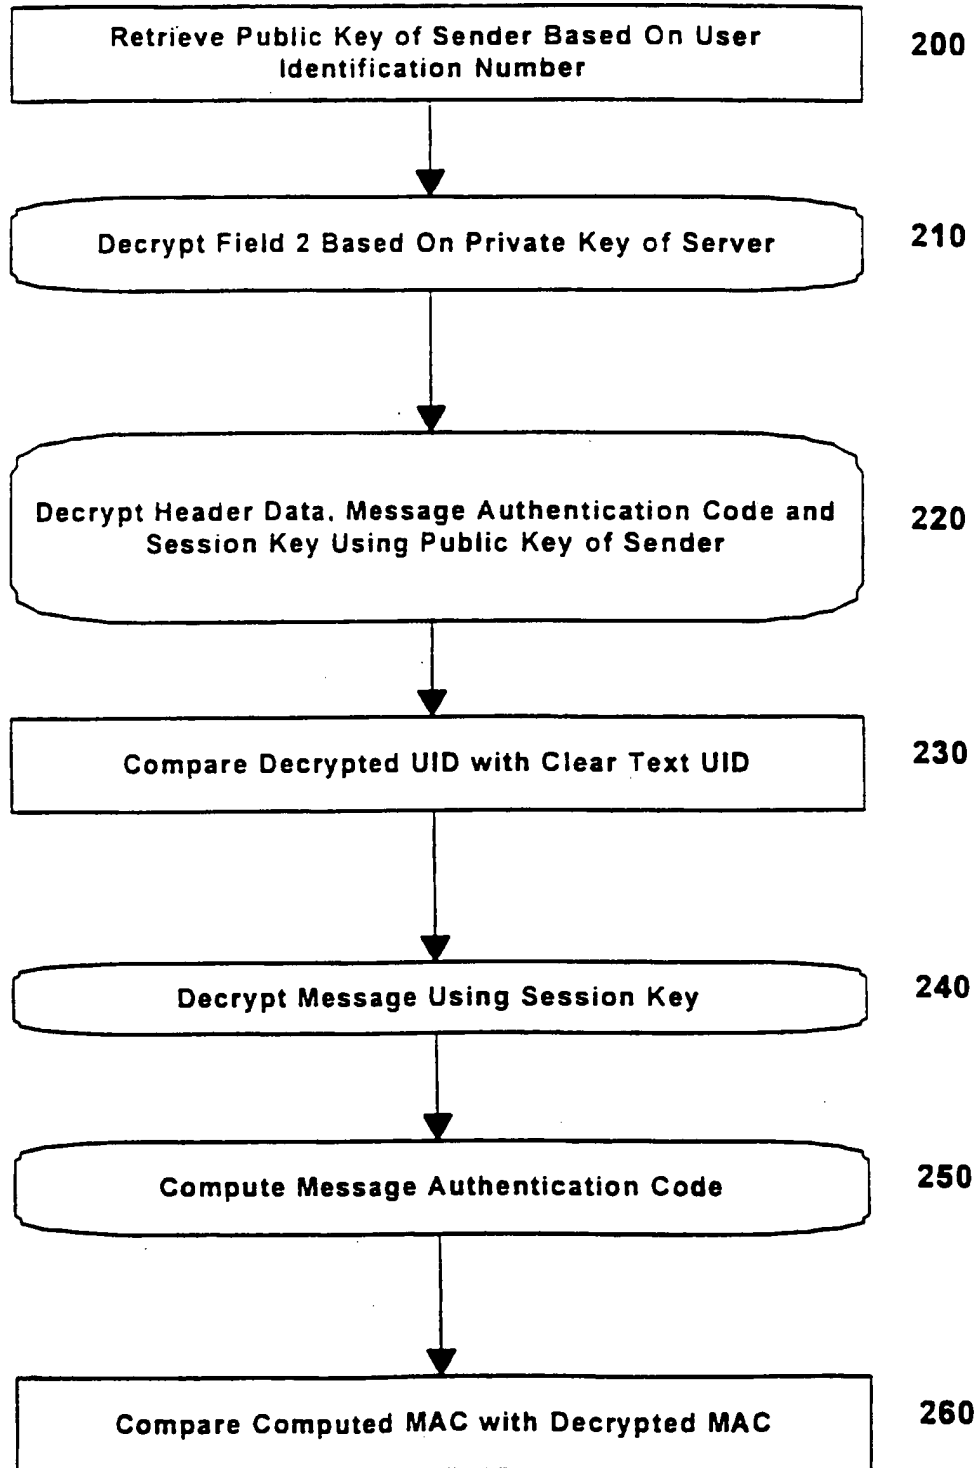 Retrieve Public Key of Sender Based On User
Identification Number
200
Decrypt Field 2 Based On Private Key of Server
210
Decrypt Header Data, Message Authentication Code and
Session Key Using Public Key of Sender
220
Compare Decrypted UID with Clear Text UID
230
Decrypt Message Using Session Key
240
Compute Message Authentication Code
250
Compare Computed MAC with Decrypted MAC
260